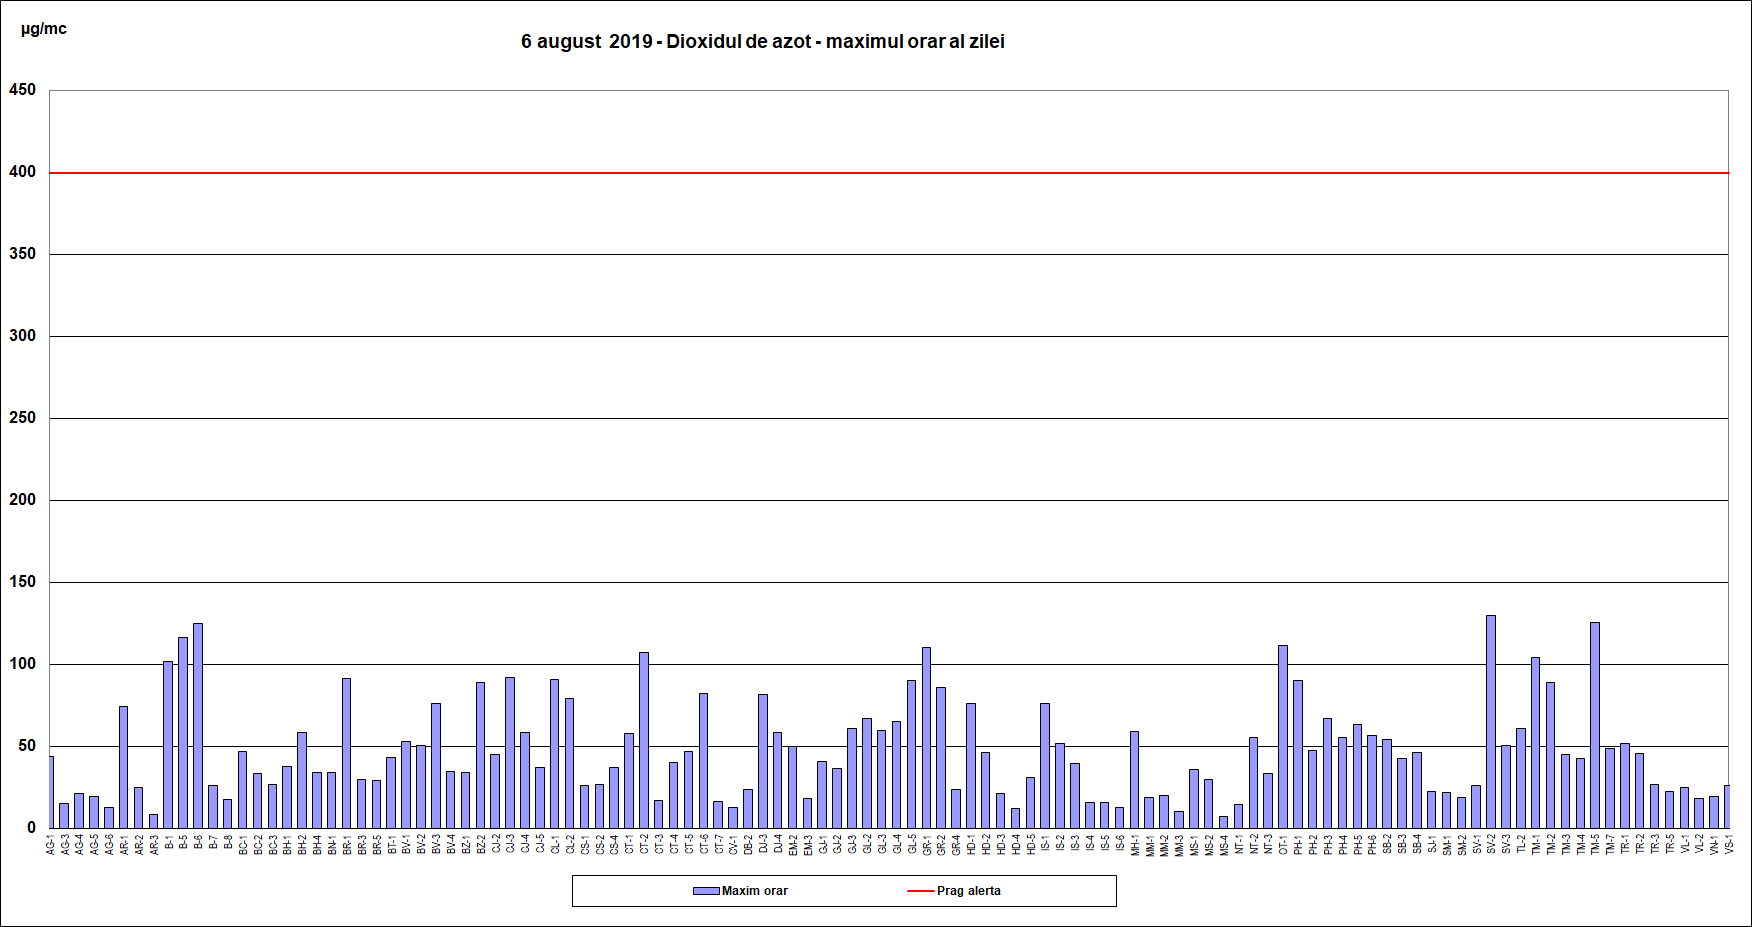 µg/mc
6 august 2019 - Dioxidul de azot - maximul orar al zilei
450
400
350
300
250
200
150
100
50
0
AG-1 AG-3 AG-4 AG-5 AG-6 AR-1 AR-2 AR-3 B-1 B-5 B-6 B-7 B-8 BC-1 BC-2 BC-3 BH-1 BH-2 BH-4 BN-1 BR-1 BR-3 BR-5 BT-1 BV-1 BV-2 BV-3 BV-4 BZ-1 BZ-2 CJ-2 CJ-3 CJ-4 CJ-5 CL-1 CL-2 CS-1 CS-2 CS-4 CT-1 CT-2 CT-3 CT-4 CT-5 CT-6 CT-7 CV-1 DB-2 DJ-3 DJ-4 EM-2 EM-3 GJ-1 GJ-2 GJ-3 GL-2 GL-3 GL-4 GL-5 GR-1 GR-2 GR-4 HD-1 HD-2 HD-3 HD-4 HD-5 IS-1 IS-2 IS-3 IS-4 IS-5 IS-6 MH-1 MM-1 MM-2 MM-3 MS-1 MS-2 MS-4 NT-1 NT-2 NT-3 OT-1 PH-1 PH-2 PH-3 PH-4 PH-5 PH-6 SB-2 SB-3 SB-4 SJ-1 SM-1 SM-2 SV-1 SV-2 SV-3 TL-2 TM-1 TM-2 TM-3 TM-4 TM-5 TM-7 TR-1 TR-2 TR-3 TR-5 VL-1 VL-2 VN-1 VS-1
Maxim orar Prag alerta